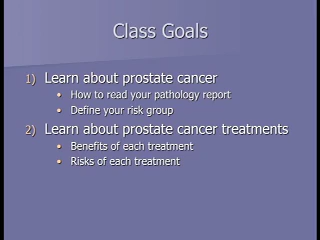 Class Goals
1) Learn about prostate cancer
• How to read your pathology report
• Define your risk group
2) Learn about prostate cancer treatments
• Benefits of each treatment
• Risks of each treatment